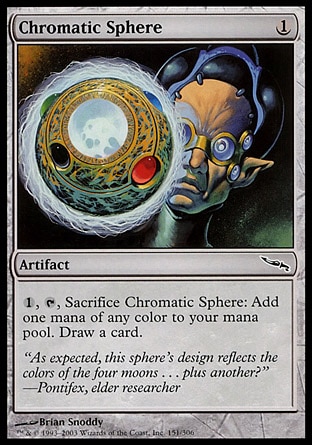 Chromatic Sphere 1
Artifact
1, T, Sacrifice Chromatic Sphere: Add
one mana of any color to your mana
pool. Draw a card.
"As expected, this sphere's design reflects the
colors of the four moons . . . plus another?"
—Pontifex, elder researcher
Brian Snoddy
™ & © 1993–2003 Wizards of the Coast, Inc. 151/306